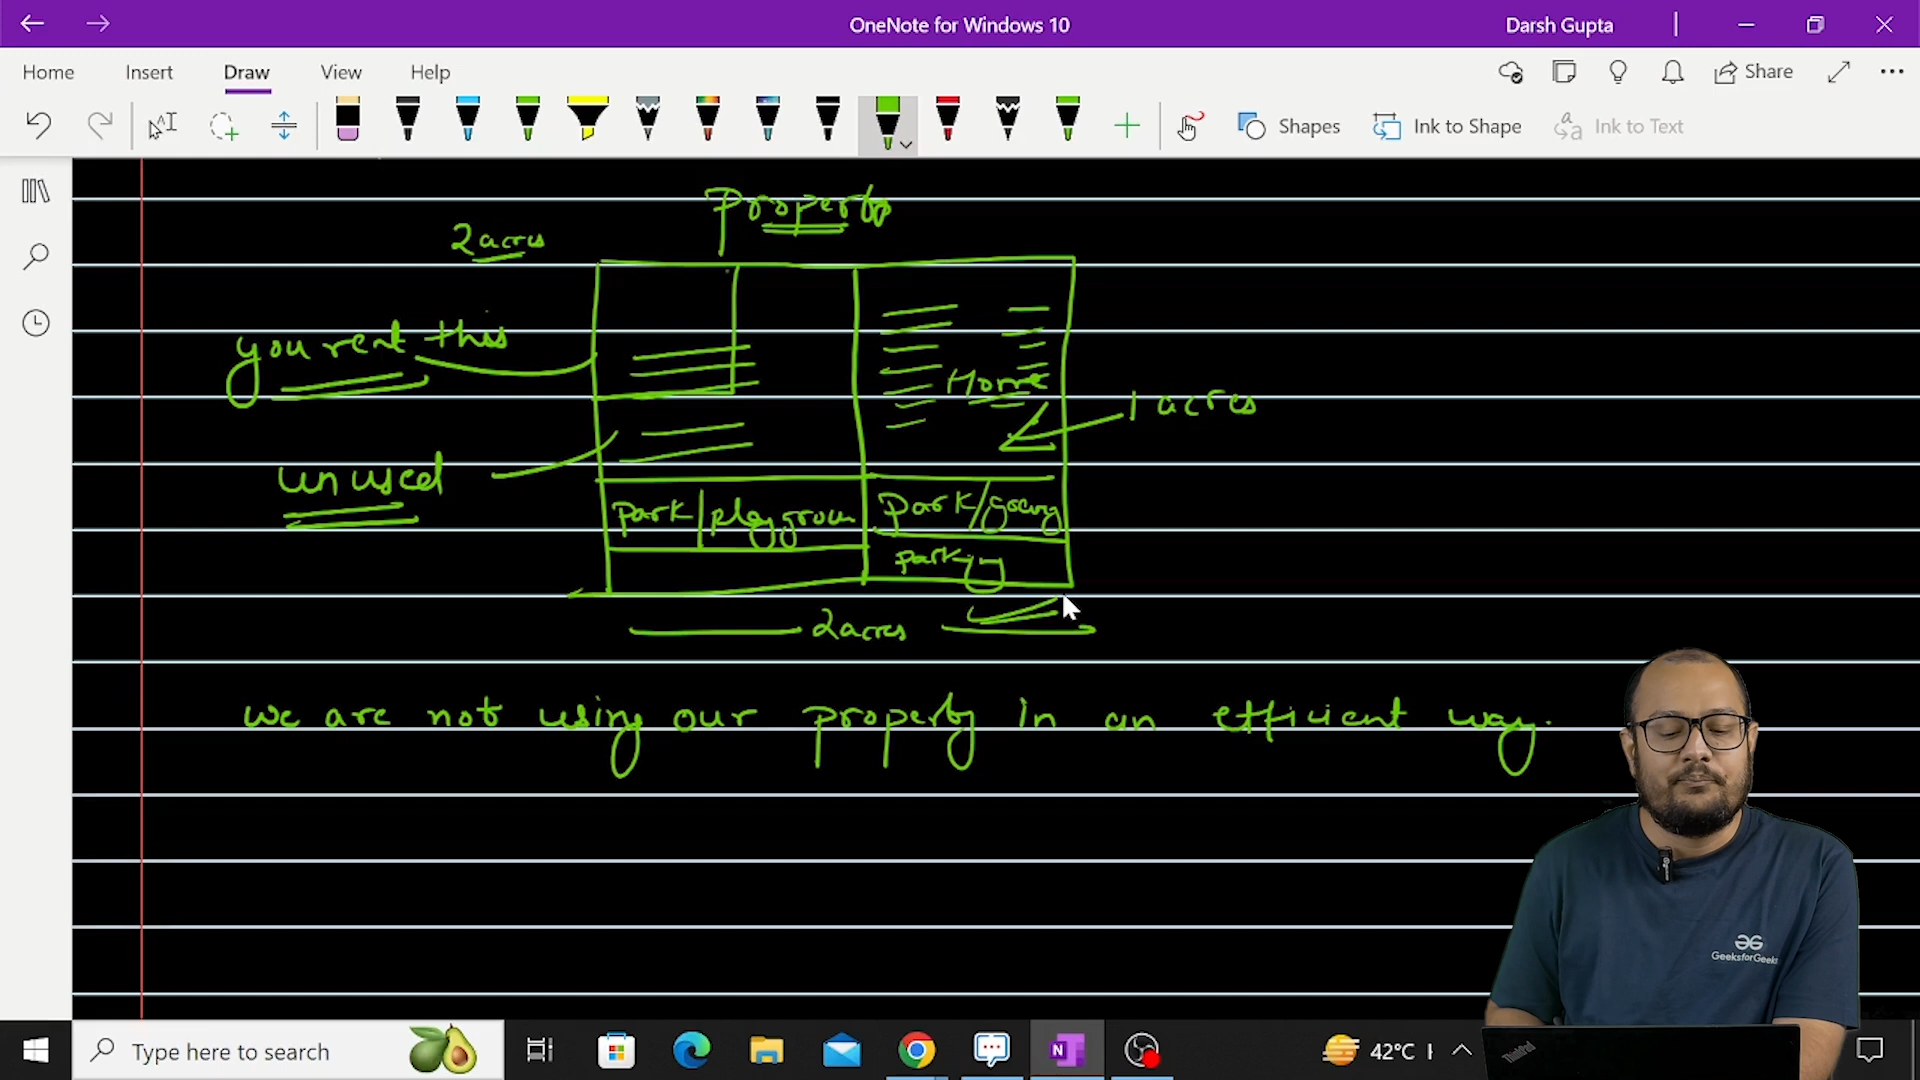 OneNote for Windows 10
Darsh Gupta
Home Insert Draw View Help
Share
Shapes Ink to Shape Ink to Text
Property
2 acres
you rent this
Home
1 acres
unused
park/playgroun
park/
parking
2 acres
we are not using our property in an efficient way.
GeeksforGeeks
ThinkPad
Type here to search
42°C